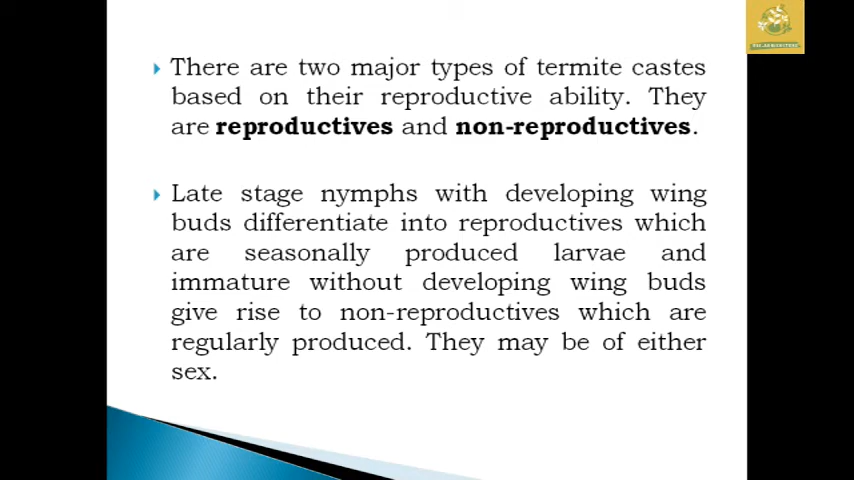 There are two major types of termite castes
based on their reproductive ability. They
are reproductives and non-reproductives.
Late stage nymphs with developing wing
buds differentiate into reproductives which
are seasonally produced larvae and
immature without developing wing buds
give rise to non-reproductives which are
regularly produced. They may be of either
sex.